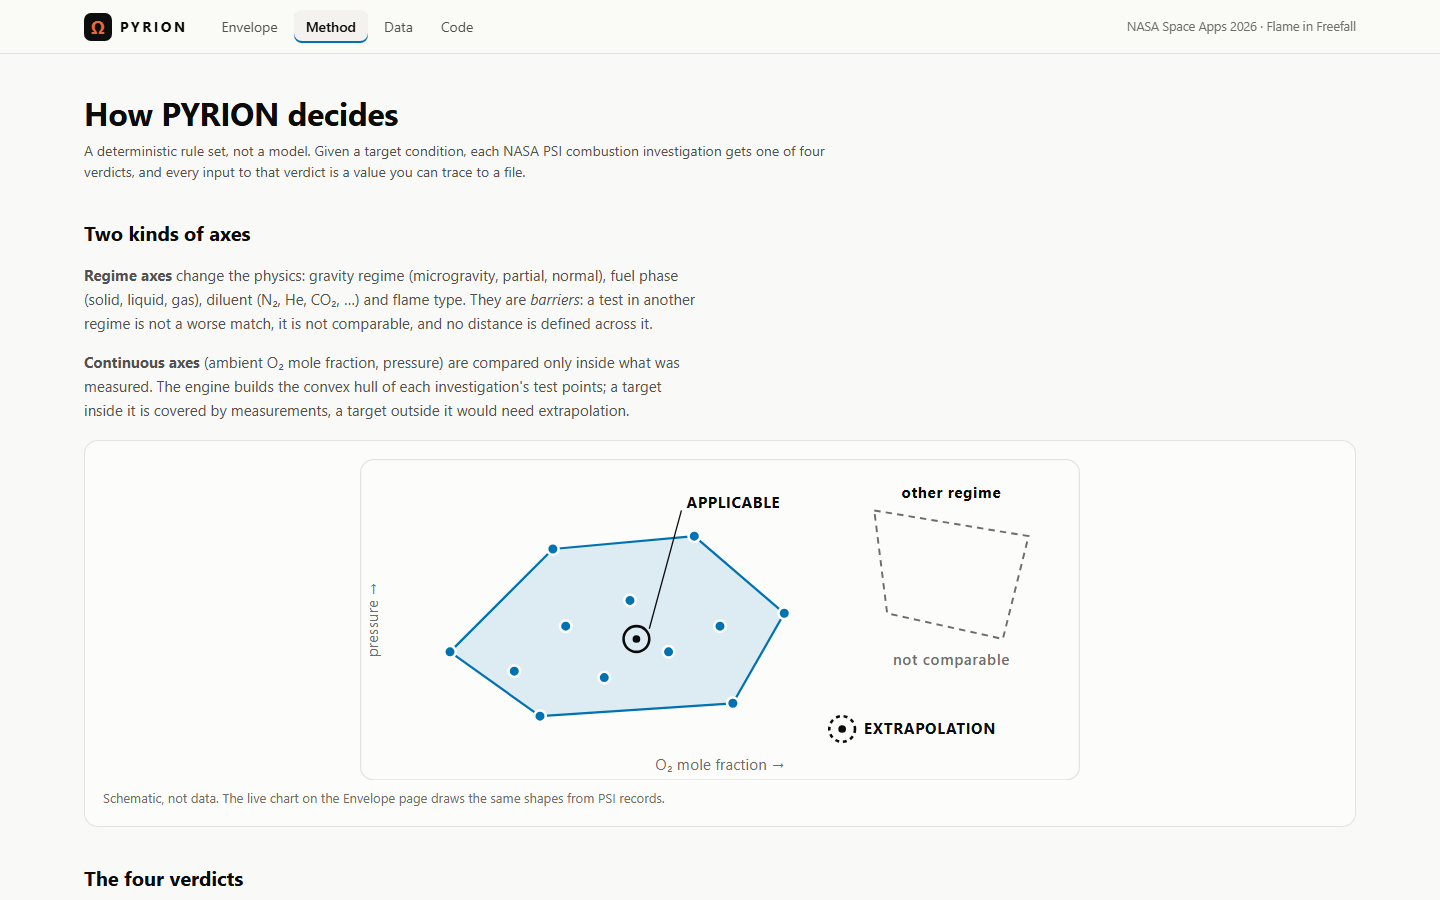 Ω PYRION Envelope Method Data Code NASA Space Apps 2026 · Flame in Freefall
How PYRION decides
A deterministic rule set, not a model. Given a target condition, each NASA PSI combustion investigation gets one of four
verdicts, and every input to that verdict is a value you can trace to a file.
Two kinds of axes
Regime axes change the physics: gravity regime (microgravity, partial, normal), fuel phase
(solid, liquid, gas), diluent (N₂, He, CO₂, …) and flame type. They are barriers: a test in another
regime is not a worse match, it is not comparable, and no distance is defined across it.
Continuous axes (ambient O₂ mole fraction, pressure) are compared only inside what was
measured. The engine builds the convex hull of each investigation's test points; a target
inside it is covered by measurements, a target outside it would need extrapolation.
other regime
APPLICABLE
pressure →
not comparable
EXTRAPOLATION
O₂ mole fraction →
Schematic, not data. The live chart on the Envelope page draws the same shapes from PSI records.
The four verdicts